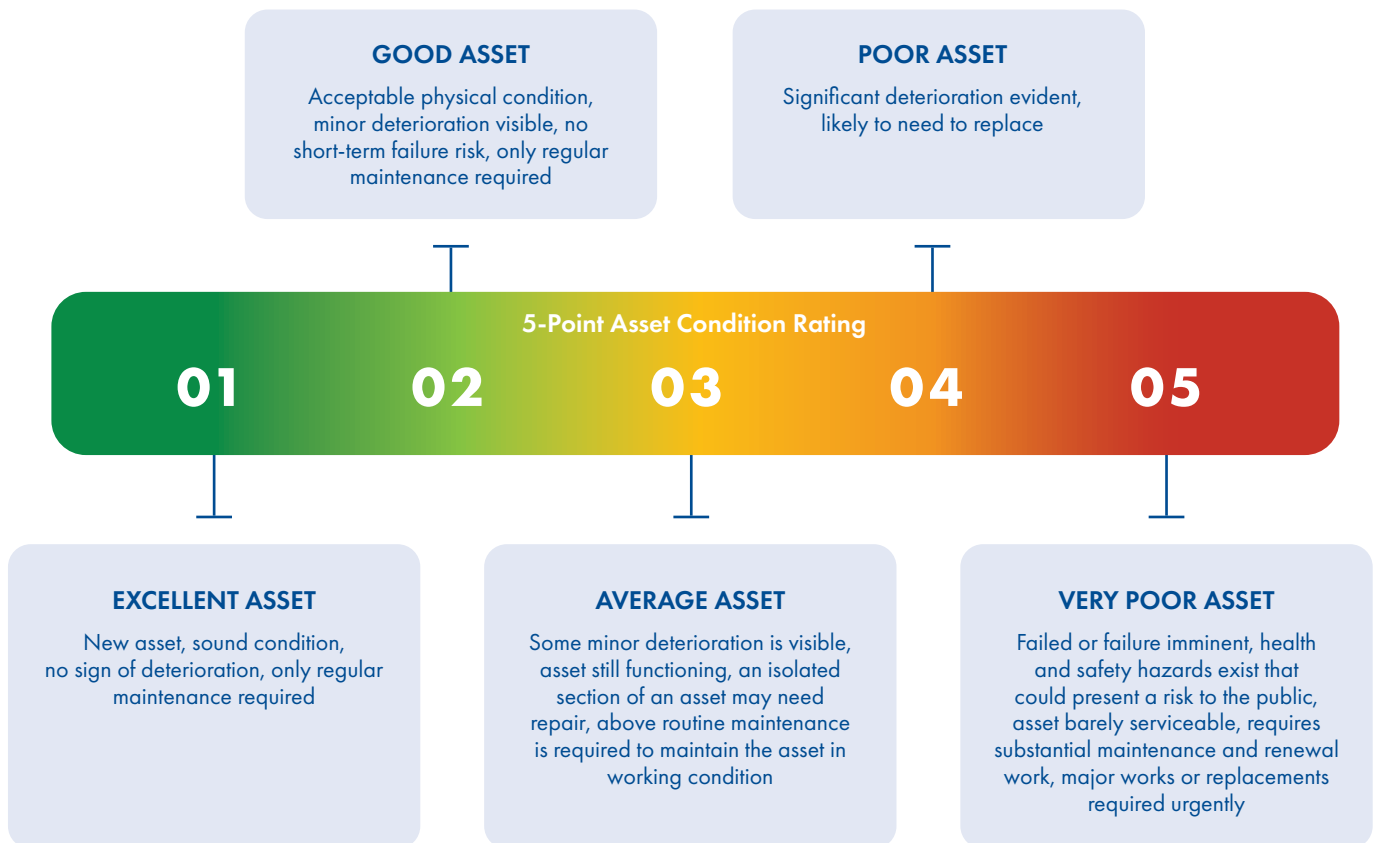 GOOD ASSET
Acceptable physical condition,
minor deterioration visible, no
short-term failure risk, only regular
maintenance required
POOR ASSET
Significant deterioration evident,
likely to need to replace
5-Point Asset Condition Rating
01
02
03
04
05
EXCELLENT ASSET
New asset, sound condition,
no sign of deterioration, only regular
maintenance required
AVERAGE ASSET
Some minor deterioration is visible,
asset still functioning, an isolated
section of an asset may need
repair, above routine maintenance
is required to maintain the asset in
working condition
VERY POOR ASSET
Failed or failure imminent, health
and safety hazards exist that
could present a risk to the public,
asset barely serviceable, requires
substantial maintenance and renewal
work, major works or replacements
required urgently